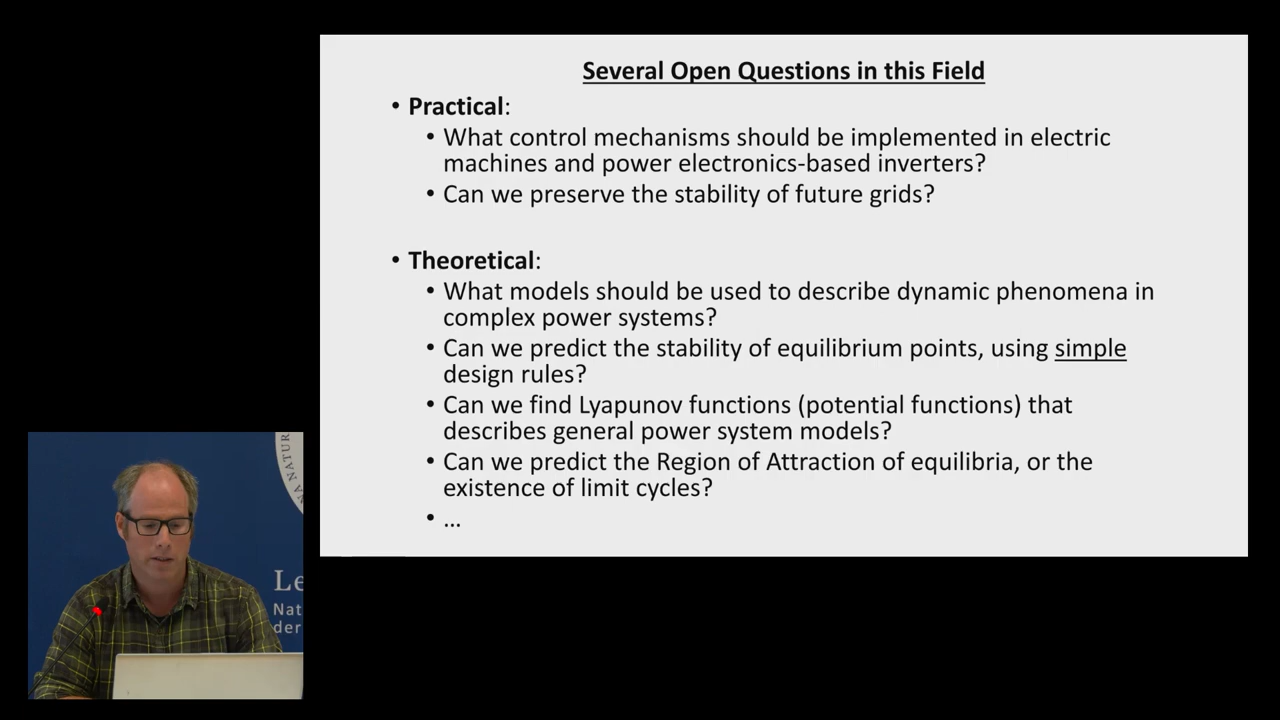 Several Open Questions in this Field
• Practical:
• What control mechanisms should be implemented in electric
machines and power electronics-based inverters?
• Can we preserve the stability of future grids?
• Theoretical:
• What models should be used to describe dynamic phenomena in
complex power systems?
• Can we predict the stability of equilibrium points, using simple
design rules?
• Can we find Lyapunov functions (potential functions) that
describes general power system models?
• Can we predict the Region of Attraction of equilibria, or the
existence of limit cycles?
• ...
NA NATUR
Le
Nat
der